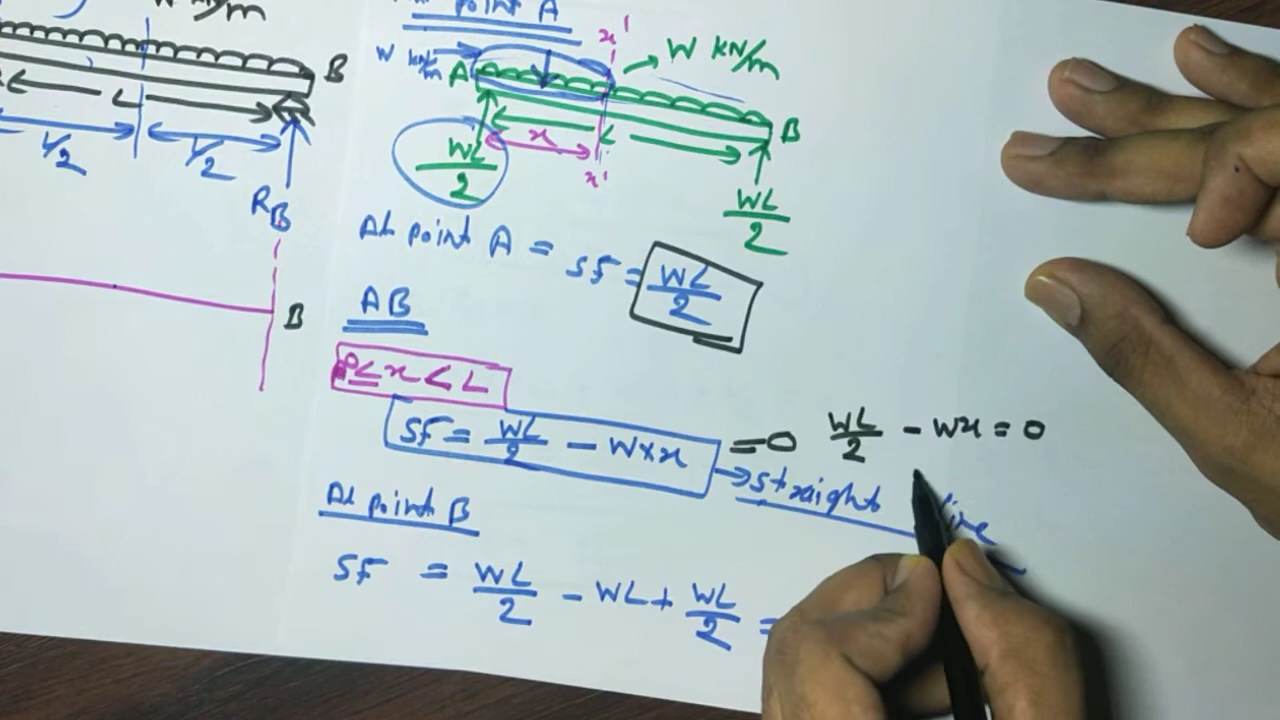 W kN/m
B
L
L/2
L/2
RB
B
At point A
x'
W kN/m
A
W kN/m
B
L
x
x'
WL/2
WL/2
At point A = SF = WL/2
AB
0 ≤ x < L
SF = WL/2 - W×x = 0
WL/2 - Wx = 0
→ straight line
At point B
SF = WL/2 - WL + WL/2 =